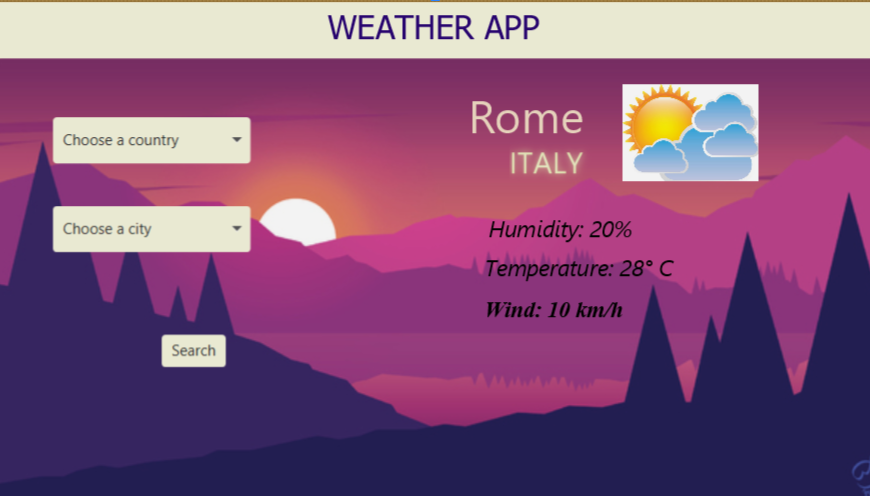 WEATHER APP
Choose a country
Choose a city
Search
Rome
ITALY
Humidity: 20%
Temperature: 28° C
Wind: 10 km/h